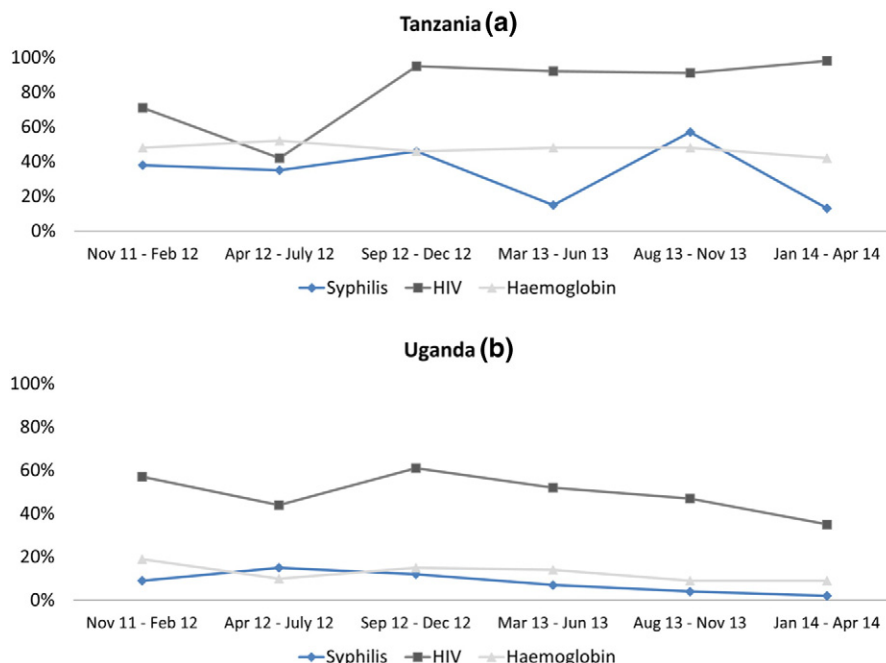 Tanzania (a)
100%
80%
60%
40%
20%
0%
Nov 11 - Feb 12 Apr 12 - July 12 Sep 12 - Dec 12 Mar 13 - Jun 13 Aug 13 - Nov 13 Jan 14 - Apr 14
Syphilis HIV Haemoglobin
Uganda (b)
100%
80%
60%
40%
20%
0%
Nov 11 - Feb 12 Apr 12 - July 12 Sep 12 - Dec 12 Mar 13 - Jun 13 Aug 13 - Nov 13 Jan 14 - Apr 14
Syphilis HIV Haemoglobin